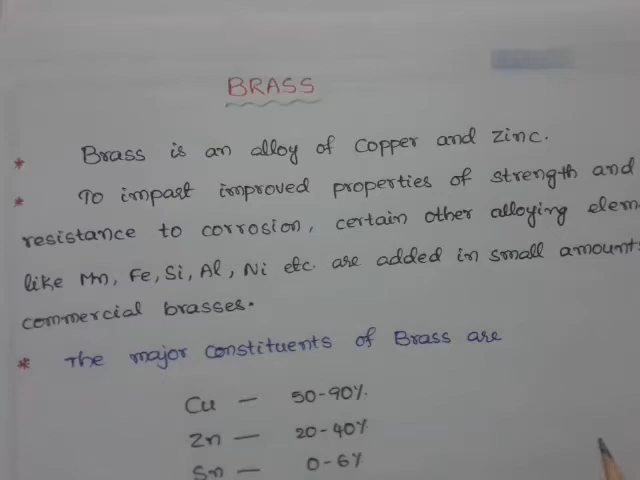 BRASS
* Brass is an alloy of copper and zinc.
* To impart improved properties of strength and
resistance to corrosion, certain other alloying elem
like Mn, Fe, Si, Al, Ni etc. are added in small amounts
commercial brasses.
* The major constituents of Brass are
Cu — 50-90%.
Zn — 20-40%
Sn — 0-6%